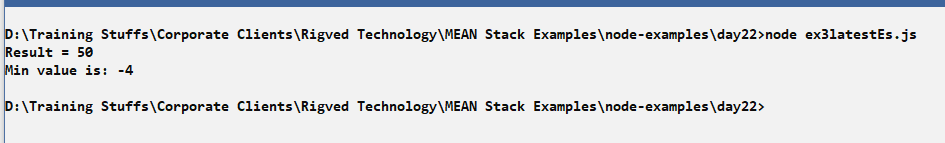 D:\Training Stuffs\Corporate Clients\Rigved Technology\MEAN Stack Examples\node-examples\day22>node ex3latestEs.js
Result = 50
Min value is: -4
D:\Training Stuffs\Corporate Clients\Rigved Technology\MEAN Stack Examples\node-examples\day22>